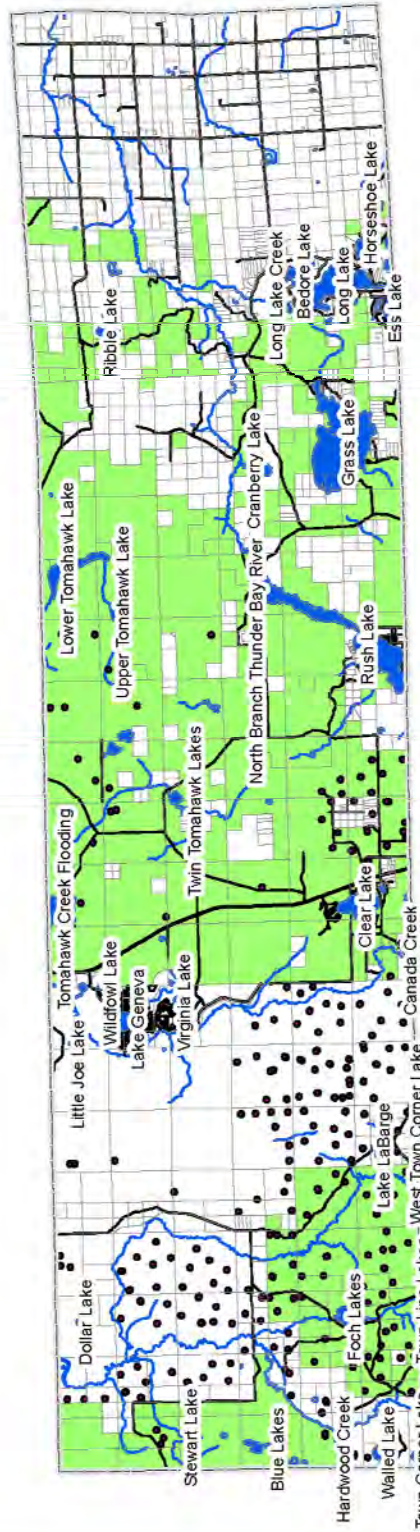 Dollar Lake
Little Joe Lake
Tomahawk Creek Flooding
Lower Tomahawk Lake
Ribble Lake
Wildfowl Lake
Lake Geneva
Upper Tomahawk Lake
Stewart Lake
Virginia Lake
Twin Tomahawk Lakes
North Branch Thunder Bay River
Cranberry Lake
Long Lake Creek
Blue Lakes
Bedore Lake
Hardwood Creek
Foch Lakes
Long Lake
Grass Lake
Clear Lake
Rush Lake
Horseshoe Lake
Walled Lake
Lake LaBarge
Ess Lake
West Town Corner Lake
Canada Creek